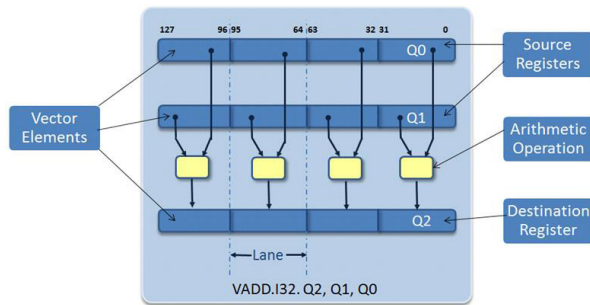 127 96 95 64 63 32 31 0
Q0
Source
Registers
Vector
Elements
Q1
Arithmetic
Operation
Q2
Destination
Register
Lane
VADD.I32. Q2, Q1, Q0